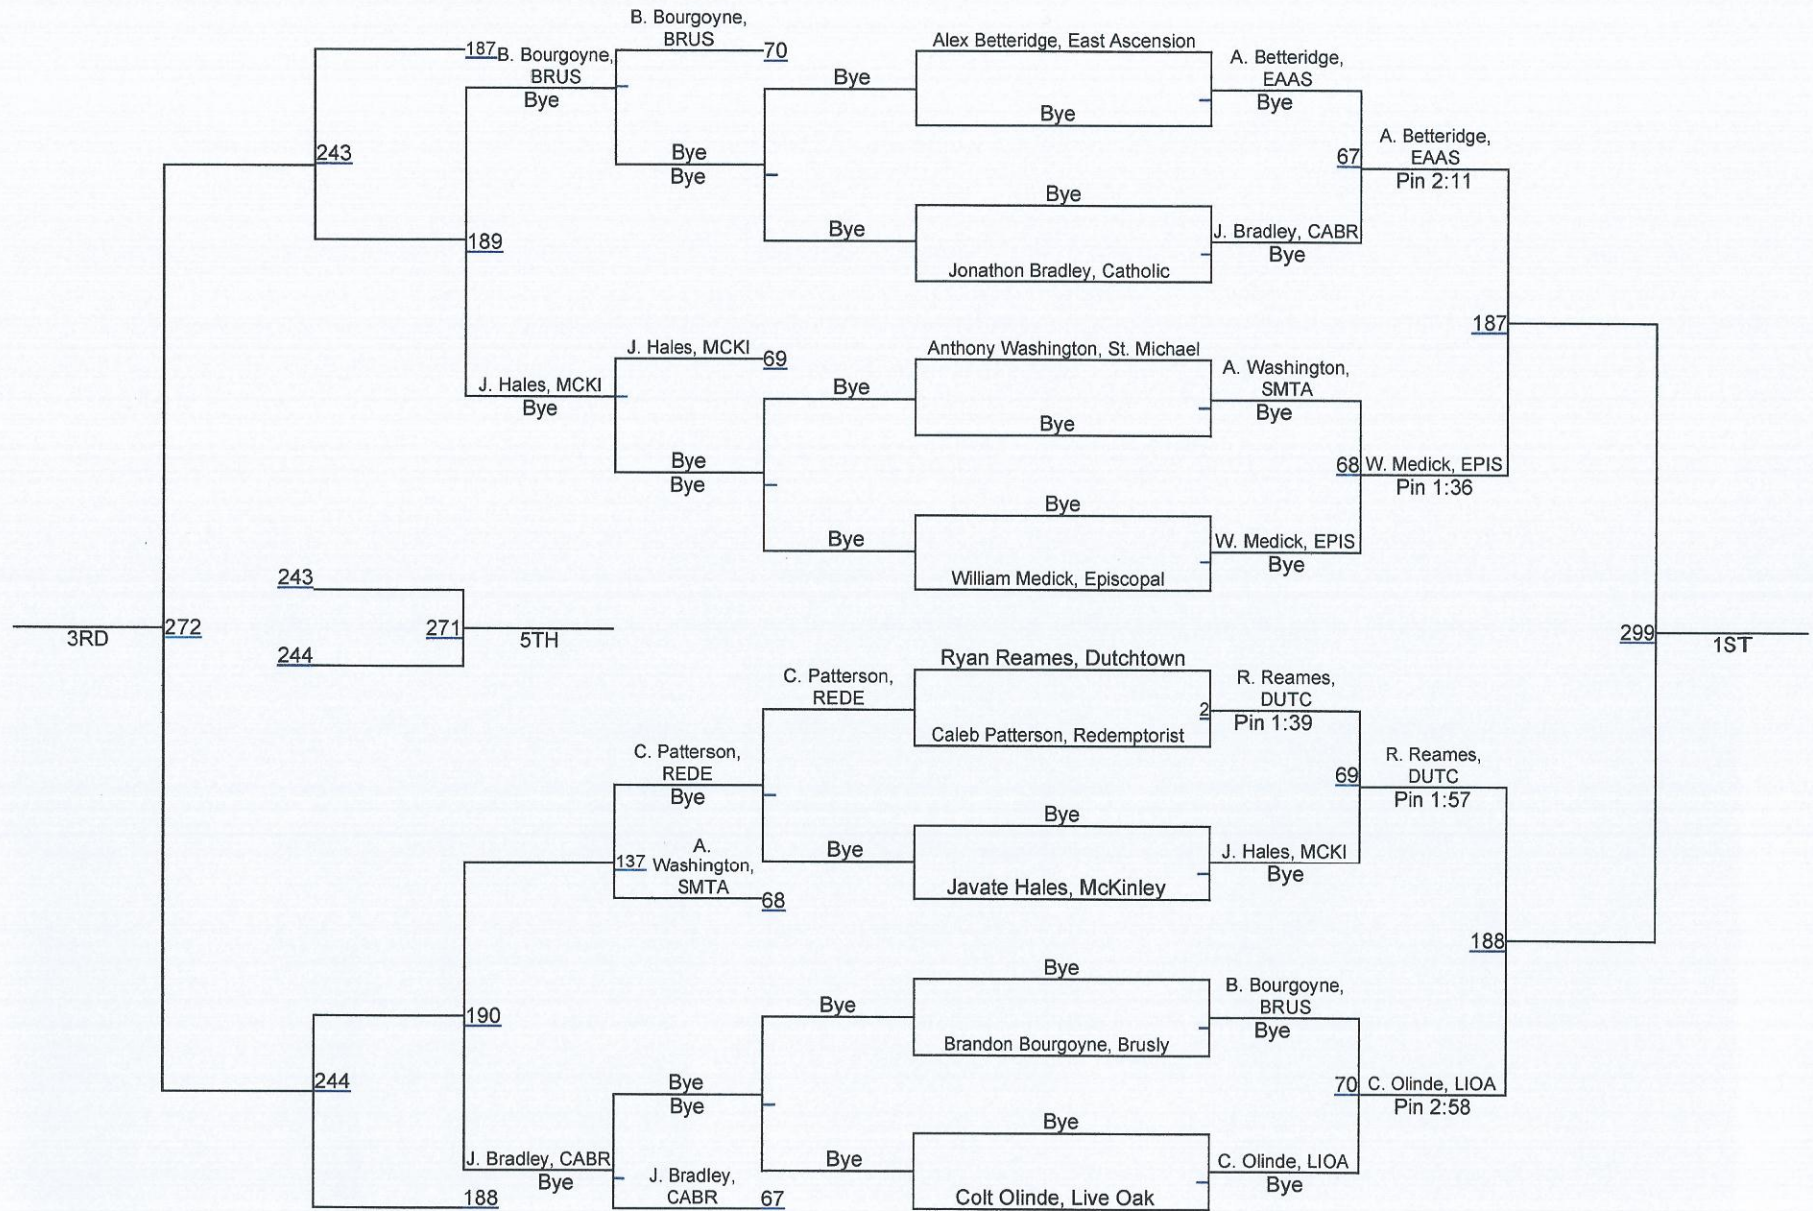 B. Bourgoyne,
BRUS
70
187
B. Bourgoyne,
BRUS
Bye
Bye
Bye
Bye
243
189
Bye
J. Hales, MCKI
69
J. Hales, MCKI
Bye
Bye
Bye
Bye
Bye
Alex Betteridge, East Ascension
Bye
A. Betteridge,
EAAS
Bye
Bye
Jonathon Bradley, Catholic
J. Bradley, CABR
Bye
67
A. Betteridge,
EAAS
Pin 2:11
Anthony Washington, St. Michael
Bye
A. Washington,
SMTA
Bye
Bye
William Medick, Episcopal
W. Medick, EPIS
Bye
68
W. Medick, EPIS
Pin 1:36
187
243
244
271
5TH
3RD
272
299
1ST
C. Patterson,
REDE
Ryan Reames, Dutchtown
Caleb Patterson, Redemptorist
2
R. Reames,
DUTC
Pin 1:39
C. Patterson,
REDE
Bye
Bye
Bye
Javate Hales, McKinley
J. Hales, MCKI
Bye
69
R. Reames,
DUTC
Pin 1:57
137
A.
Washington,
SMTA
68
188
190
244
Bye
Bye
Brandon Bourgoyne, Brusly
B. Bourgoyne,
BRUS
Bye
Bye
Bye
Bye
Bye
Colt Olinde, Live Oak
C. Olinde, LIOA
Bye
70
C. Olinde, LIOA
Pin 2:58
J. Bradley, CABR
Bye
188
J. Bradley,
CABR
67